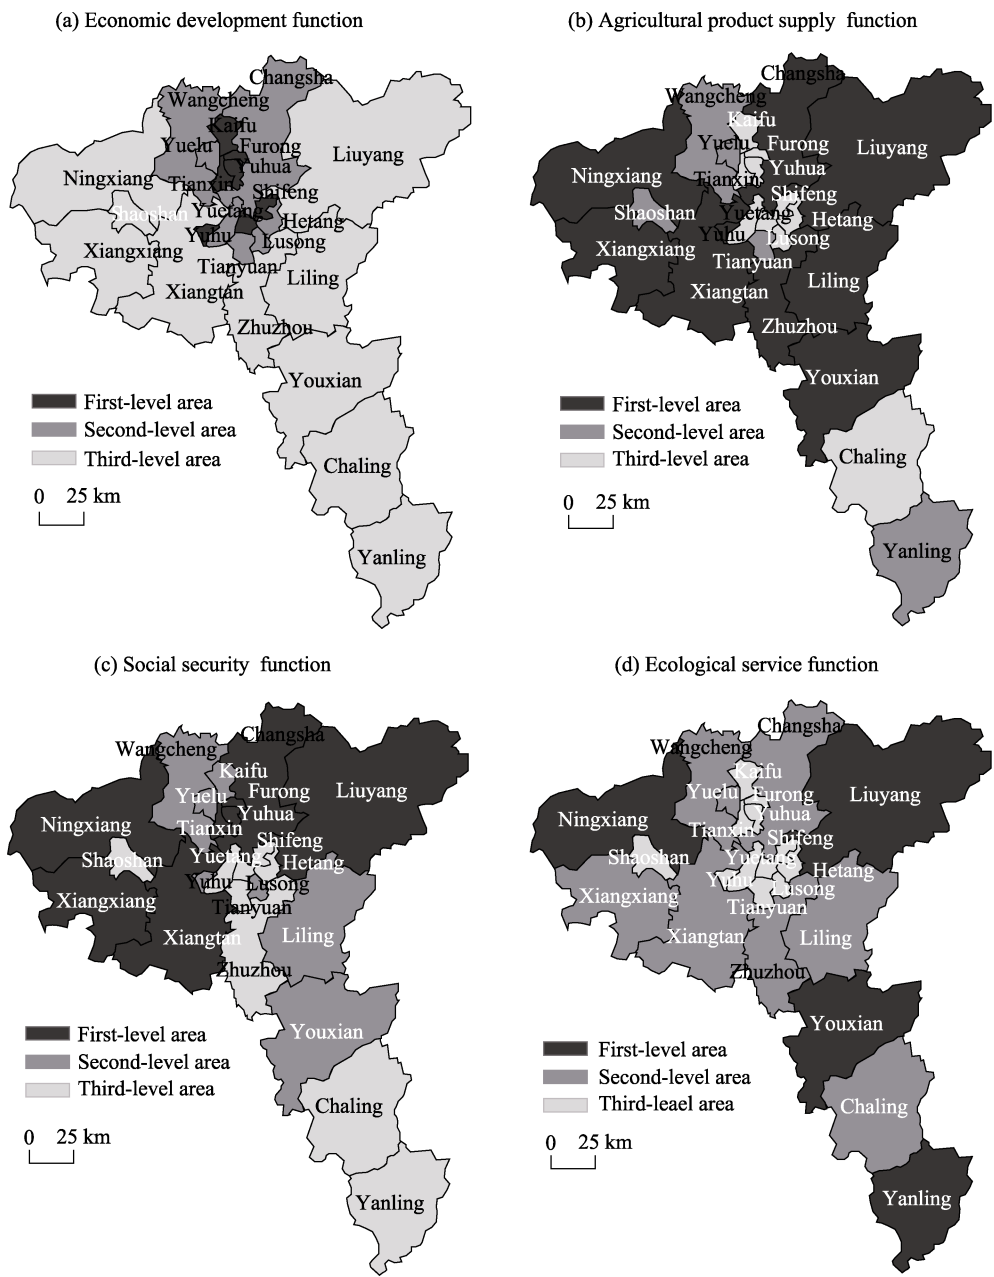 (a) Economic development function
Changsha
Wangcheng
Kaifu
Yuelu
Furong
Liuyang
Yuhua
Ningxiang
Tianxin
Shifeng
Shaoshan
Yuetang
Hetang
Yuhu
Lusong
Xiangxiang
Tianyuan
Liling
Xiangtan
Zhuzhou
Youxian
First-level area
Second-level area
Third-level area
Chaling
0 25 km
Yanling
(b) Agricultural product supply function
Changsha
Wangcheng
Kaifu
Yuelu
Furong
Liuyang
Yuhua
Ningxiang
Tianxin
Shifeng
Shaoshan
Yuetang
Hetang
Yuhu
Lusong
Xiangxiang
Tianyuan
Liling
Xiangtan
Zhuzhou
Youxian
First-level area
Second-level area
Third-level area
Chaling
0 25 km
Yanling
(c) Social security function
Changsha
Wangcheng
Kaifu
Yuelu
Furong
Liuyang
Yuhua
Ningxiang
Tianxin
Shifeng
Shaoshan
Yuetang
Hetang
Yuhu
Lusong
Xiangxiang
Tianyuan
Liling
Xiangtan
Zhuzhou
Youxian
First-level area
Second-level area
Third-level area
Chaling
0 25 km
Yanling
(d) Ecological service function
Changsha
Wangcheng
Kaifu
Yuelu
Furong
Liuyang
Yuhua
Ningxiang
Tianxin
Shifeng
Shaoshan
Yuetang
Hetang
Yuhu
Lusong
Xiangxiang
Tianyuan
Liling
Xiangtan
Zhuzhou
Youxian
First-level area
Second-level area
Third-leael area
Chaling
0 25 km
Yanling